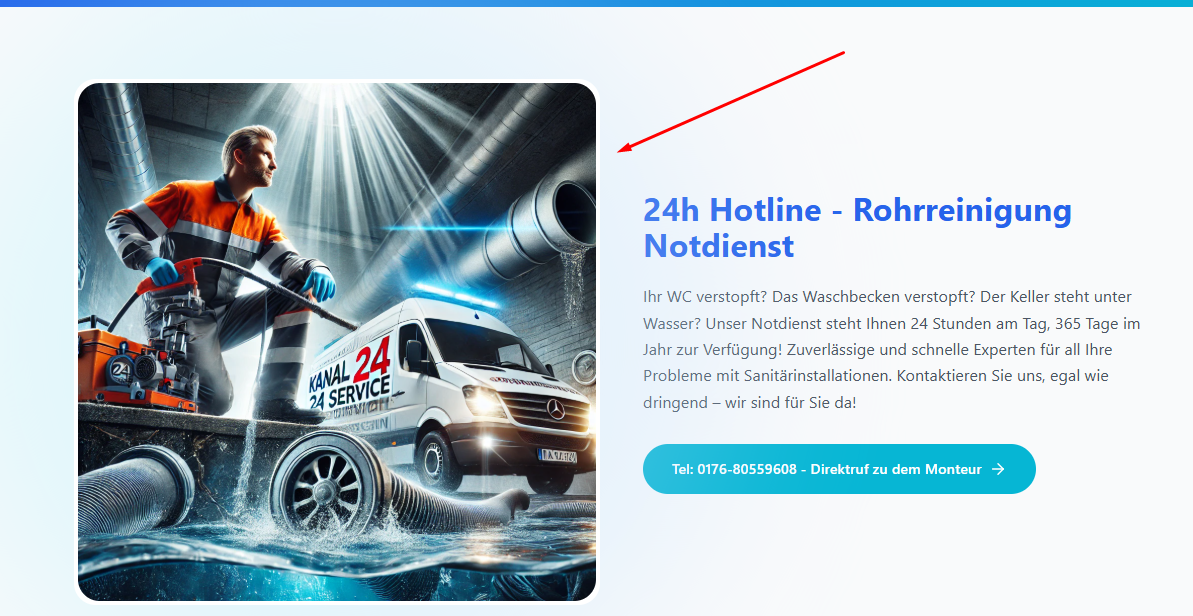 24
KANAL 24
24 SERVICE
24h Hotline - Rohrreinigung
Notdienst
Ihr WC verstopft? Das Waschbecken verstopft? Der Keller steht unter
Wasser? Unser Notdienst steht Ihnen 24 Stunden am Tag, 365 Tage im
Jahr zur Verfügung! Zuverlässige und schnelle Experten für all Ihre
Probleme mit Sanitärinstallationen. Kontaktieren Sie uns, egal wie
dringend – wir sind für Sie da!
Tel: 0176-80559608 - Direktruf zu dem Monteur →